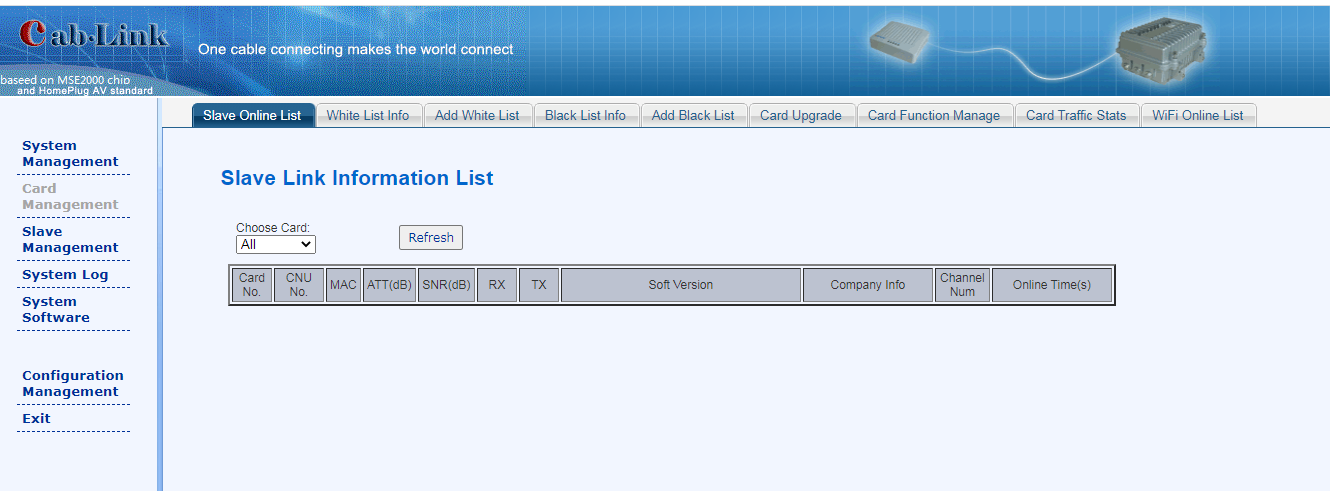 Cab·Link
One cable connecting makes the world connect
baseed on MSE2000 chip
and HomePlug AV standard
Slave Online List
White List Info
Add White List
Black List Info
Add Black List
Card Upgrade
Card Function Manage
Card Traffic Stats
WiFi Online List
System
Management
Card
Management
Slave
Management
System Log
System
Software
Configuration
Management
Exit
Slave Link Information List
Choose Card:
All
Refresh
Card
No.
CNU
No.
MAC
ATT(dB)
SNR(dB)
RX
TX
Soft Version
Company Info
Channel
Num
Online Time(s)